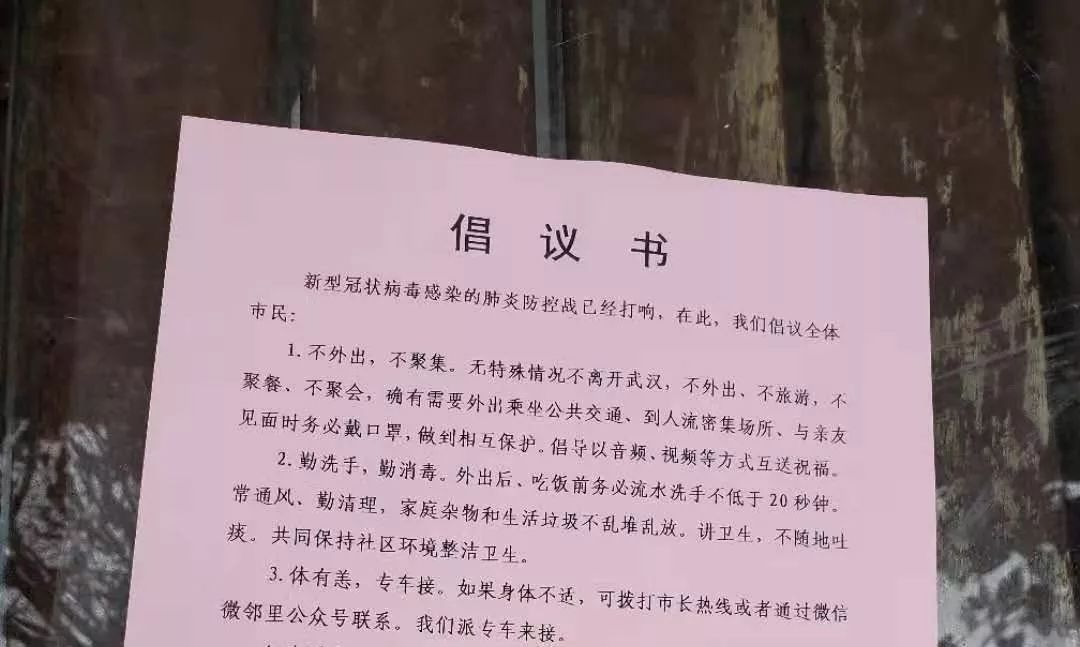 倡议书
新型冠状病毒感染的肺炎防控战已经打响，在此，我们倡议全体
市民：
1. 不外出，不聚集。无特殊情况不离开武汉，不外出、不旅游，不
聚餐、不聚会，确有需要外出乘坐公共交通、到人流密集场所、与亲友
见面时务必戴口罩，做到相互保护。倡导以音频、视频等方式互送祝福。
2. 勤洗手，勤消毒。外出后、吃饭前务必流水洗手不低于 20 秒钟。
常通风、勤清理，家庭杂物和生活垃圾不乱堆乱放。讲卫生，不随地吐
痰。共同保持社区环境整洁卫生。
3. 体有恙，专车接。如果身体不适，可拨打市长热线或者通过微信
微邻里公众号联系。我们派专车来接。